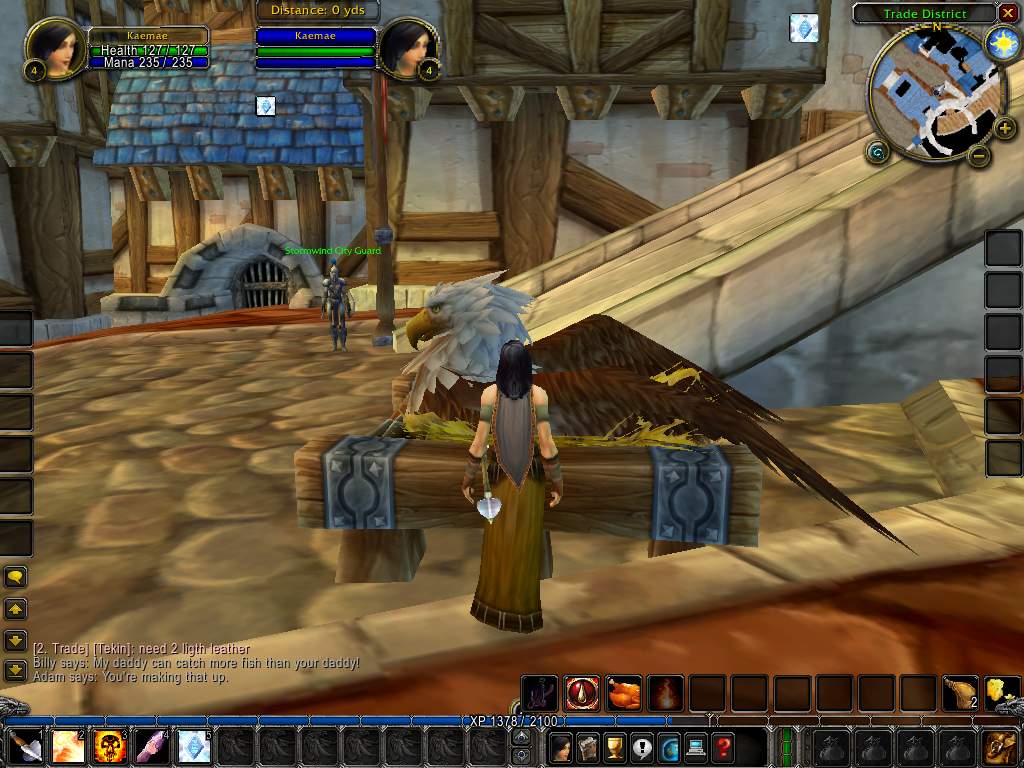 Distance: 0 yds
Trade District
N
Kaemae
Health 127 / 127
Mana 235 / 235
4
Kaemae
4
Stormwind City Guard
[2. Trade] [Tekin]: need 2 ligth leather
Billy says: My daddy can catch more fish than your daddy!
Adam says: You're making that up.
2
XP 1378 / 2100
2
3
4
5